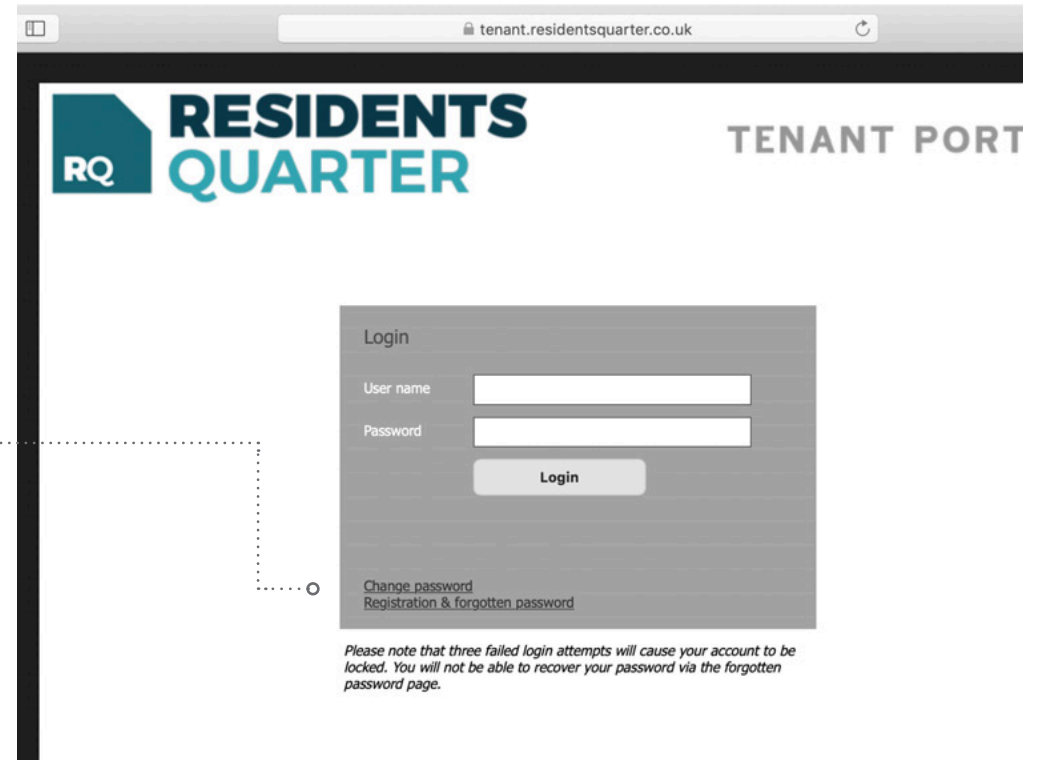 tenant.residentsquarter.co.uk
RQ
RESIDENTS
QUARTER
TENANT PORT
Login
User name
Password
Login
Change password
Registration & forgotten password
Please note that three failed login attempts will cause your account to be
locked. You will not be able to recover your password via the forgotten
password page.